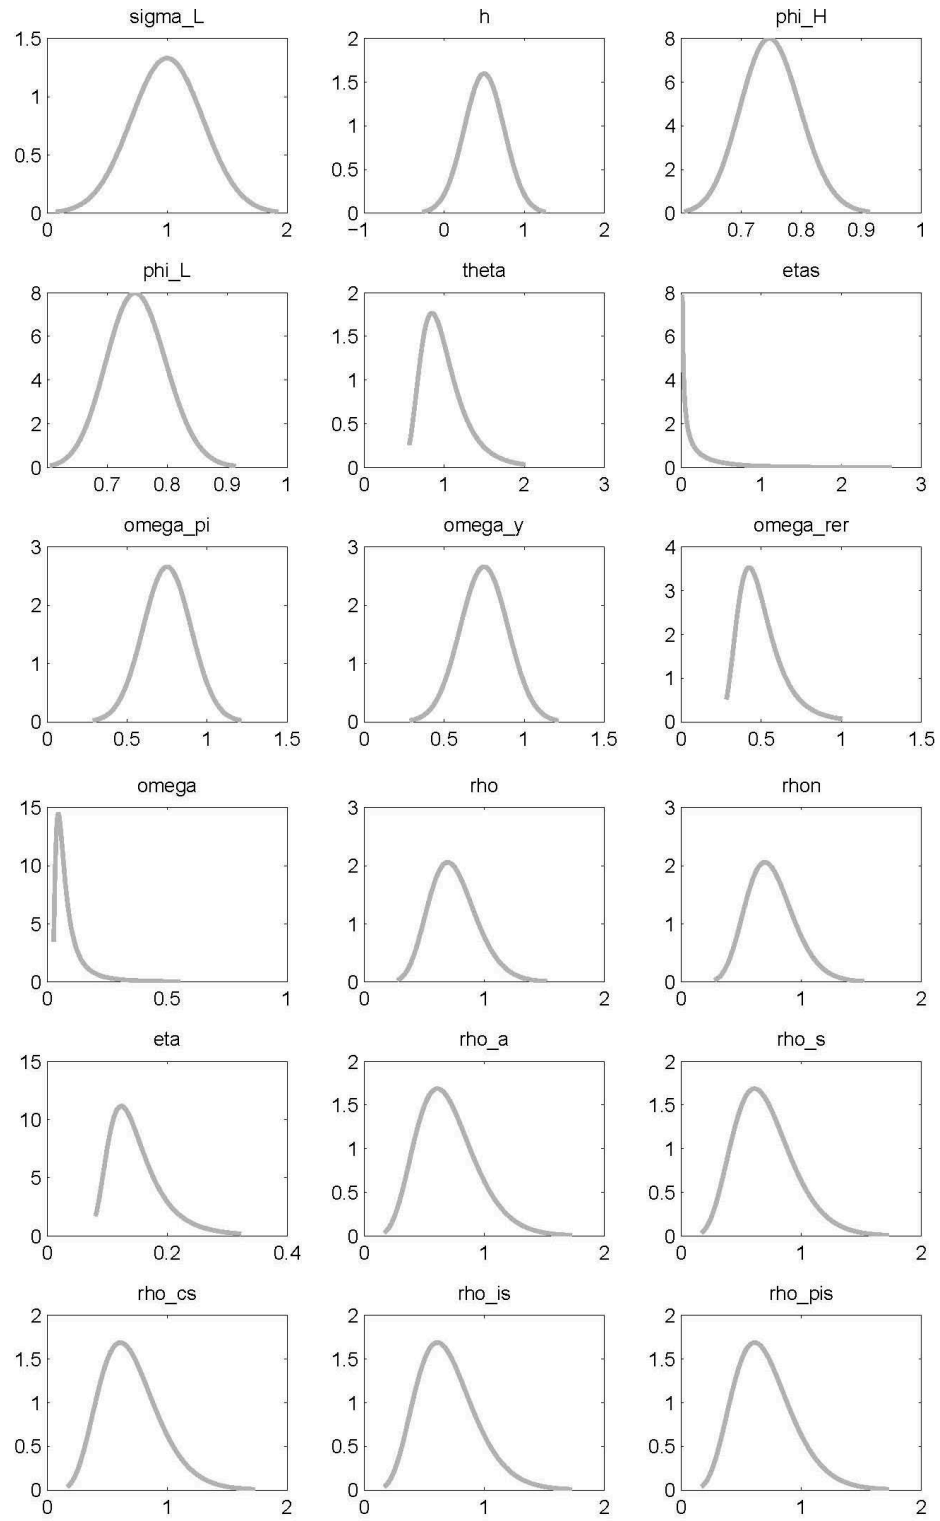 sigma_L h phi_H
1.5 2 8
1 1.5 6
1 4
0.5 0.5 2
0 0 0
0 1 2 −1 0 1 2 0.7 0.8 0.9 1
phi_L theta etas
8 2 8
6 1.5 6
4 1 4
2 0.5 2
0 0 0
0.7 0.8 0.9 1 0 1 2 3 0 1 2 3
omega_pi omega_y omega_rer
3 3 4
2 2 3
2
1 1 1
0 0 0
0 0.5 1 1.5 0 0.5 1 1.5 0 0.5 1 1.5
omega rho rhon
15 3 3
10 2 2
5 1 1
0 0 0
0 0.5 1 0 1 2 0 1 2
eta rho_a rho_s
15 2 2
10 1.5 1.5
1 1
5 0.5 0.5
0 0 0
0 0.2 0.4 0 1 2 0 1 2
rho_cs rho_is rho_pis
2 2 2
1.5 1.5 1.5
1 1 1
0.5 0.5 0.5
0 0 0
0 1 2 0 1 2 0 1 2